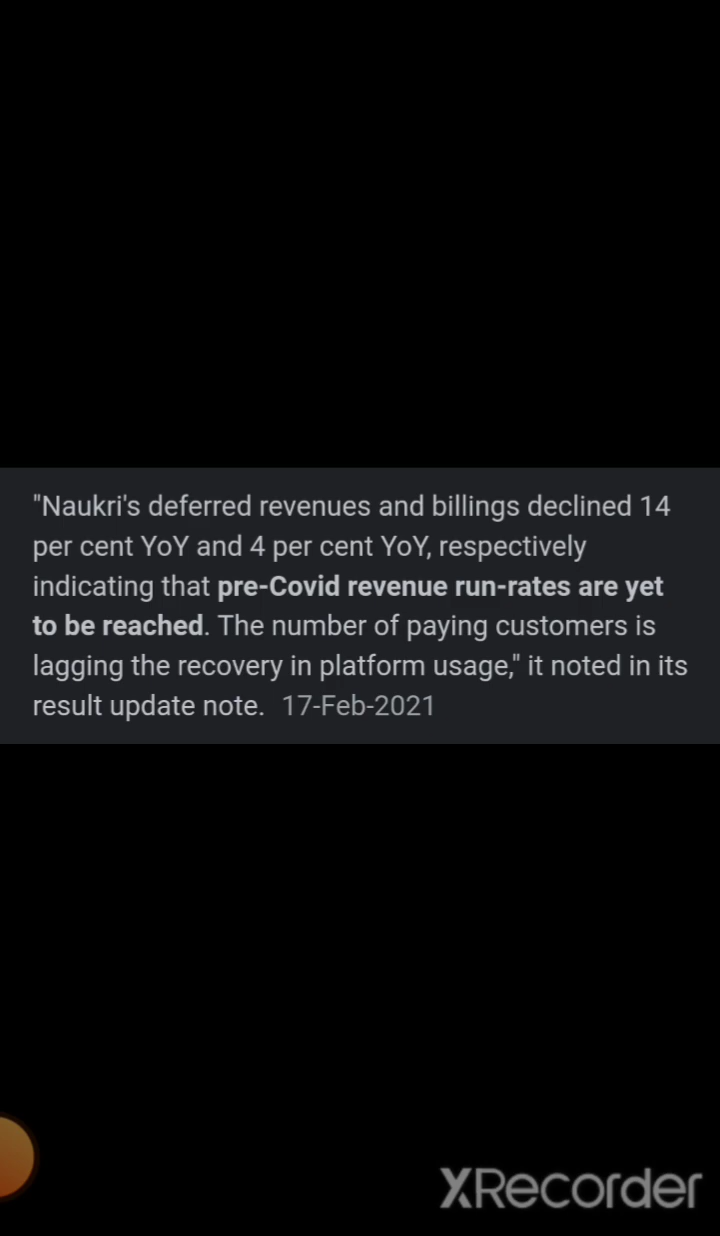 "Naukri's deferred revenues and billings declined 14
per cent YoY and 4 per cent YoY, respectively
indicating that pre-Covid revenue run-rates are yet
to be reached. The number of paying customers is
lagging the recovery in platform usage," it noted in its
result update note. 17-Feb-2021
XRecorder